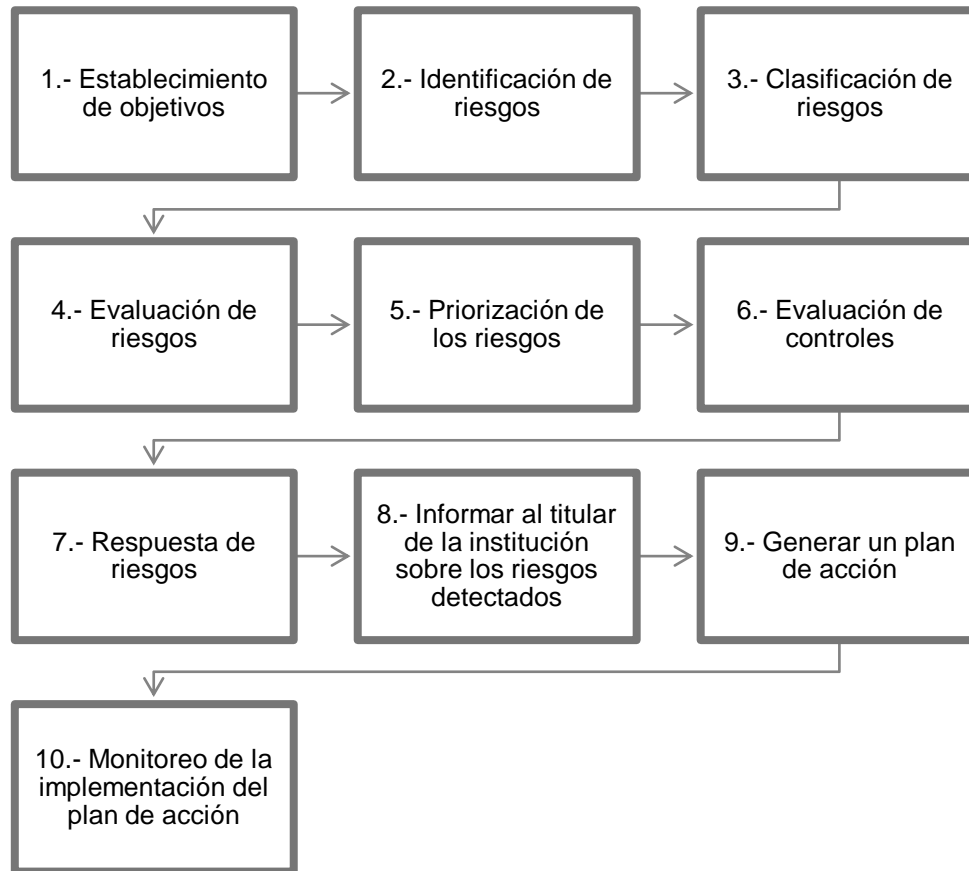 1.- Establecimiento
de objetivos
2.- Identificación de
riesgos
3.- Clasificación de
riesgos
4.- Evaluación de
riesgos
5.- Priorización de
los riesgos
6.- Evaluación de
controles
7.- Respuesta de
riesgos
8.- Informar al titular
de la institución
sobre los riesgos
detectados
9.- Generar un plan
de acción
10.- Monitoreo de la
implementación del
plan de acción